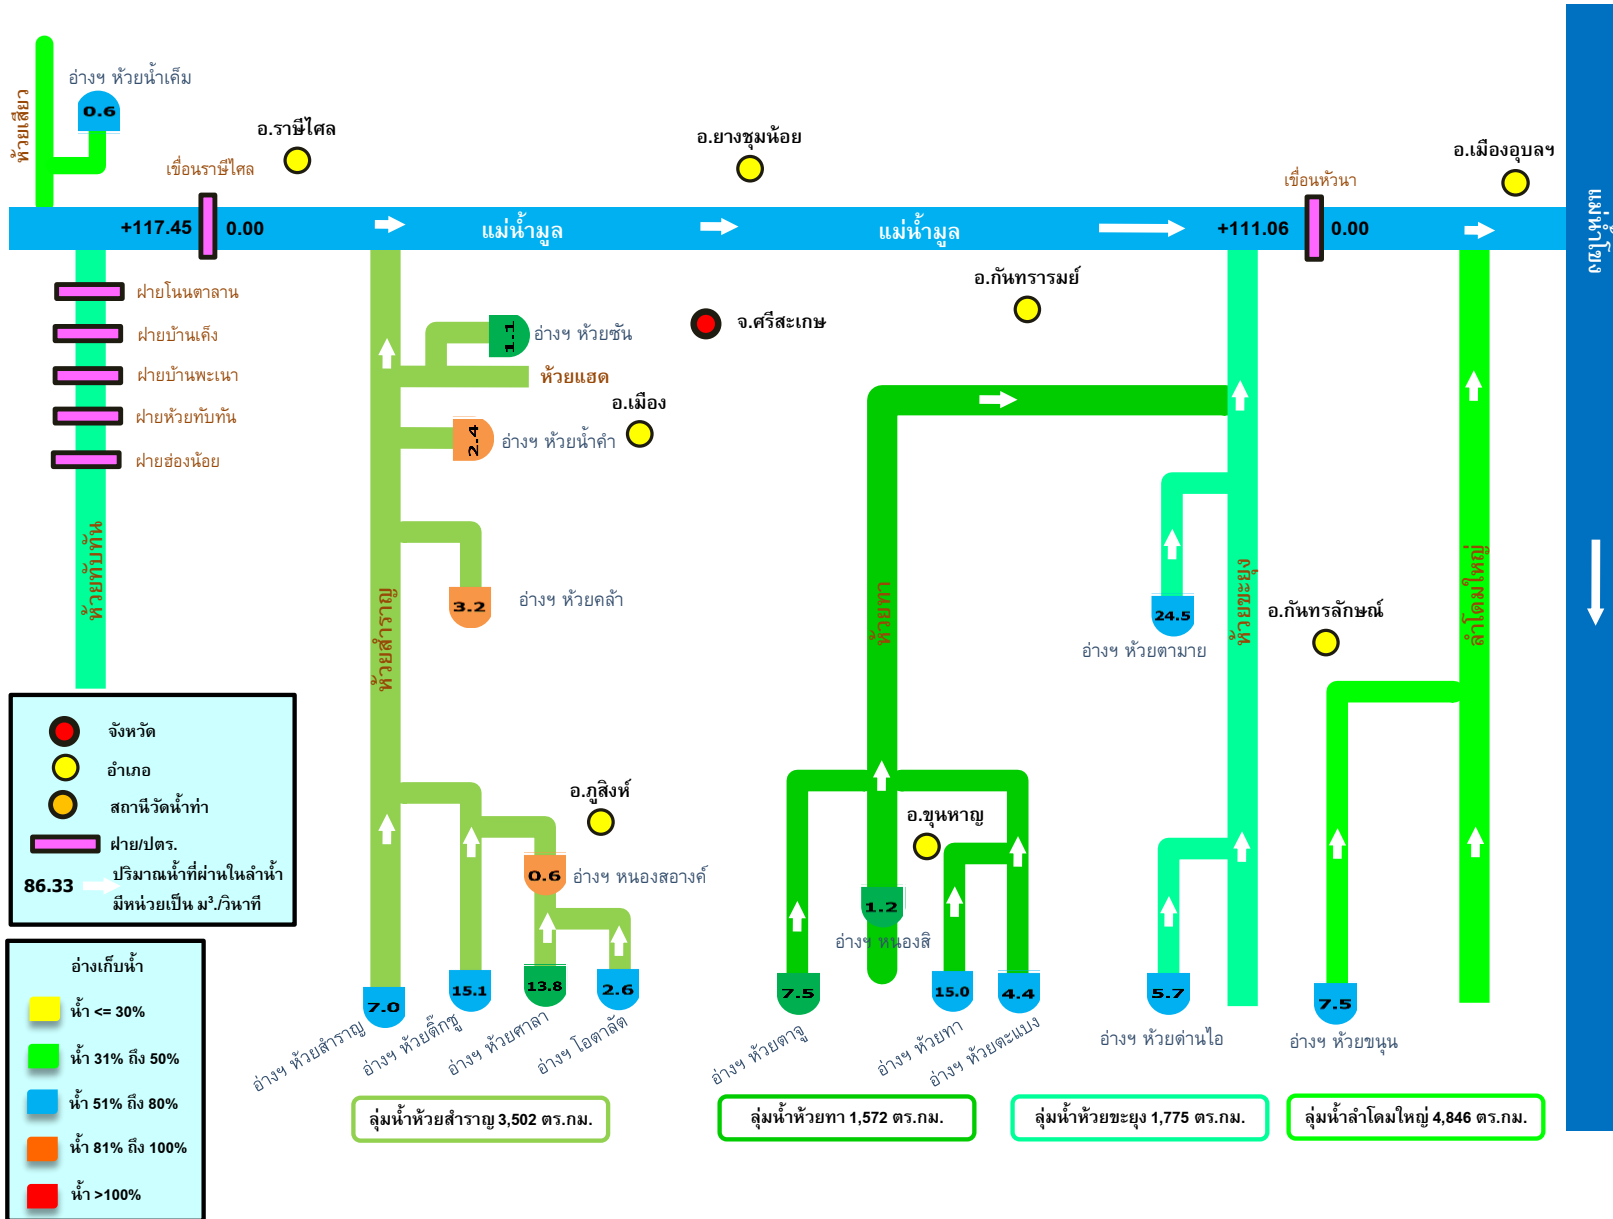 ห้วยเสียว
อ่างฯ ห้วยน้ำเค็ม
0.6
เขื่อนราษีไศล
อ.ราษีไศล
อ.ยางชุมน้อย
เขื่อนหัวนา
อ.เมืองอุบลฯ
+117.45
0.00
แม่น้ำมูล
แม่น้ำมูล
+111.06
0.00
แม่น้ำโขง
ฝายโนนตาลาน
ฝายบ้านเค็ง
ฝายบ้านพะเนา
ฝายห้วยทับทัน
ฝายฮ่องน้อย
ห้วยทับทัน
1.1
อ่างฯ ห้วยซัน
ห้วยแฮด
จ.ศรีสะเกษ
อ.กันทรารมย์
2.4
อ่างฯ ห้วยน้ำคำ
อ.เมือง
3.2
อ่างฯ ห้วยคล้า
ห้วยสำราญ
ห้วยทา
24.5
อ่างฯ ห้วยตามาย
ห้วยขะยุง
อ.กันทรลักษณ์
ลำโดมใหญ่
อ.ภูสิงห์
0.6
อ่างฯ หนองสอางค์
อ.ขุนหาญ
1.2
อ่างฯ หนองสิ
7.0
15.1
13.8
2.6
7.5
15.0
4.4
5.7
7.5
อ่างฯ ห้วยสำราญ
อ่างฯ ห้วยติ๊กชู
อ่างฯ ห้วยศาลา
อ่างฯ โอตาลัต
อ่างฯ ห้วยตาจู
อ่างฯ ห้วยทา
อ่างฯ ห้วยตะแบง
อ่างฯ ห้วยด่านไอ
อ่างฯ ห้วยขนุน
ลุ่มน้ำห้วยสำราญ 3,502 ตร.กม.
ลุ่มน้ำห้วยทา 1,572 ตร.กม.
ลุ่มน้ำห้วยขะยุง 1,775 ตร.กม.
ลุ่มน้ำลำโดมใหญ่ 4,846 ตร.กม.
จังหวัด
อำเภอ
สถานีวัดน้ำท่า
ฝาย/ปตร.
86.33
ปริมาณน้ำที่ผ่านในลำน้ำ
มีหน่วยเป็น ม³./วินาที
อ่างเก็บน้ำ
น้ำ <= 30%
น้ำ 31% ถึง 50%
น้ำ 51% ถึง 80%
น้ำ 81% ถึง 100%
น้ำ >100%